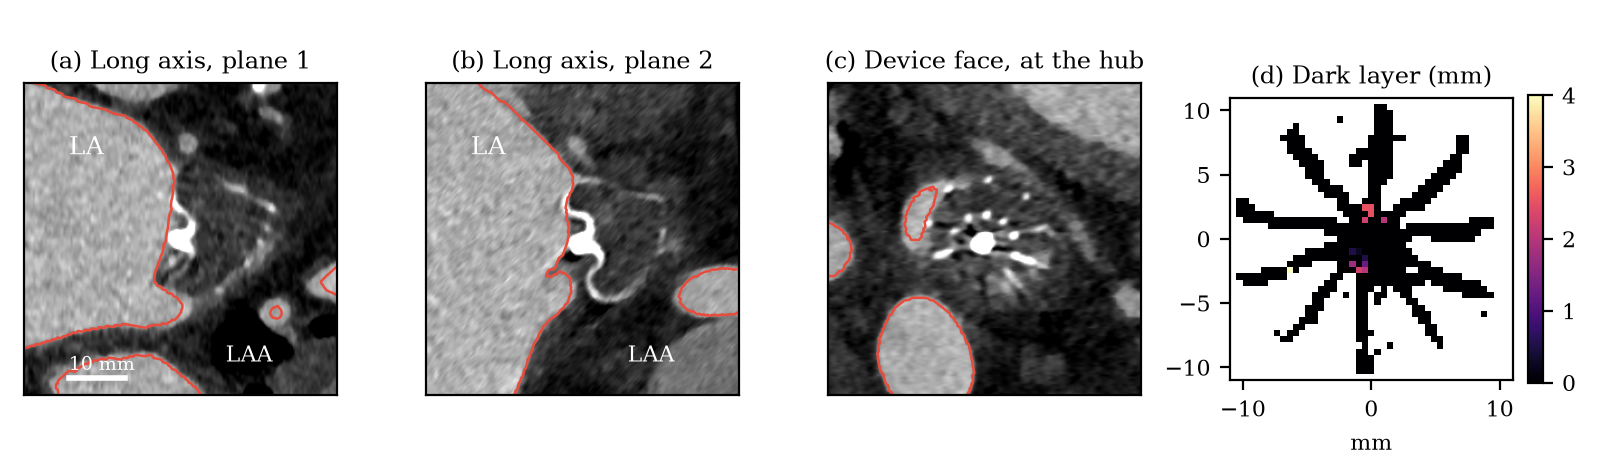 (a) Long axis, plane 1
(b) Long axis, plane 2
(c) Device face, at the hub
(d) Dark layer (mm)
LA
LAA
10 mm
LA
LAA
10
5
0
−5
−10
−10
0
10
mm
4
3
2
1
0